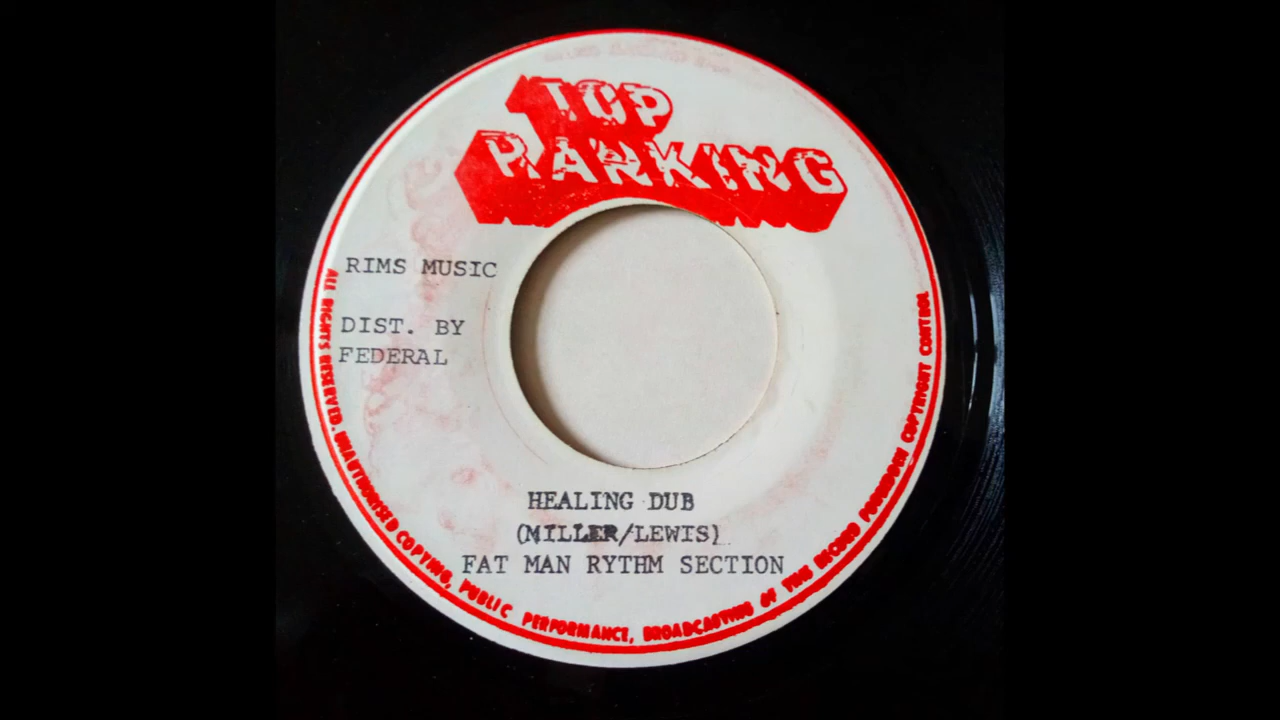 TOP
RANKING
RIMS MUSIC
DIST. BY
FEDERAL
HEALING DUB
(MILLER/LEWIS)
FAT MAN RYTHM SECTION
ALL RIGHTS RESERVED. UNAUTHORISED COPYING, PUBLIC PERFORMANCE, BROADCASTING OF THIS RECORD FORBIDDEN COPYRIGHT CONTROL